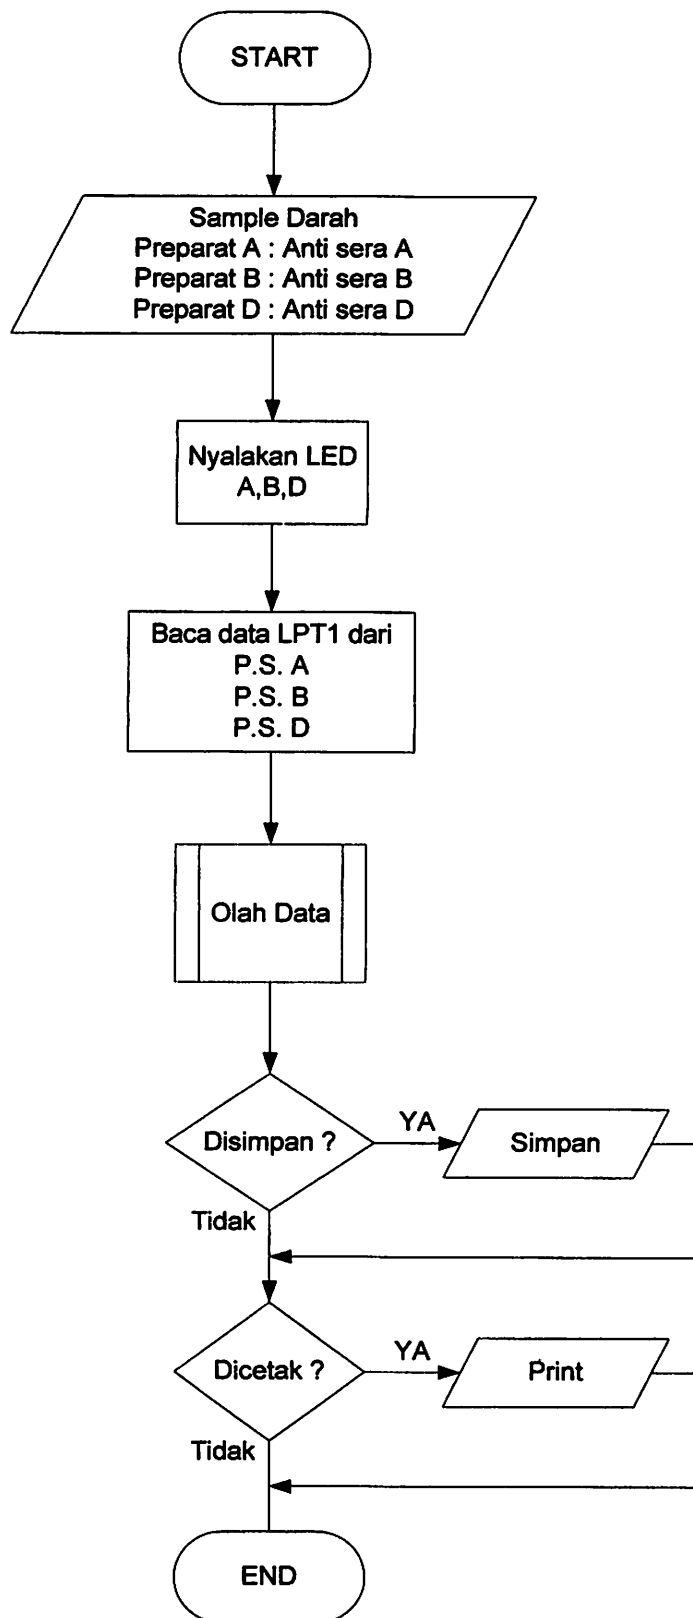 START
Sample Darah
Preparat A : Anti sera A
Preparat B : Anti sera B
Preparat D : Anti sera D
Nyalakan LED
A,B,D
Baca data LPT1 dari
P.S. A
P.S. B
P.S. D
Olah Data
Disimpan ?
YA
Simpan
Tidak
Dicetak ?
YA
Print
Tidak
END